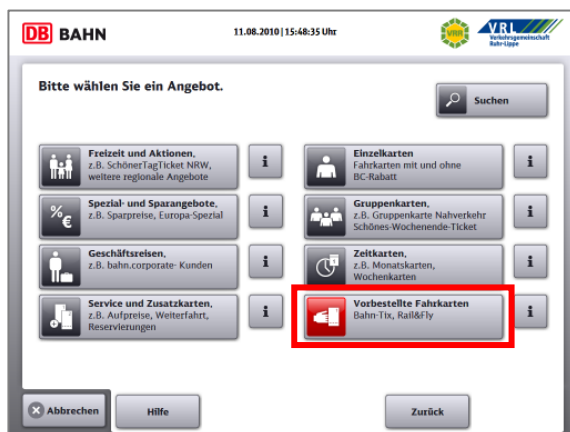 DB BAHN
11.08.2010 | 15:48:35 Uhr
VRR
VRL
Verkehrsgemeinschaft
Ruhr-Lippe
Bitte wählen Sie ein Angebot.
Suchen
Freizeit und Aktionen,
z.B. SchönerTagTicket NRW,
weitere regionale Angebote
i
Einzelkarten
Fahrkarten mit und ohne
BC-Rabatt
i
%
€
Spezial- und Sparangebote,
z.B. Sparpreise, Europa-Spezial
i
Gruppenkarten,
z.B. Gruppenkarte Nahverkehr
Schönes-Wochenende-Ticket
i
Geschäftsreisen,
z.B. bahn.corporate- Kunden
i
Zeitkarten,
z.B. Monatskarten,
Wochenkarten
i
Service und Zusatzkarten,
z.B. Aufpreise, Weiterfahrt,
Reservierungen
i
Vorbestellte Fahrkarten
Bahn-Tix, Rail&Fly
i
Abbrechen
Hilfe
Zurück